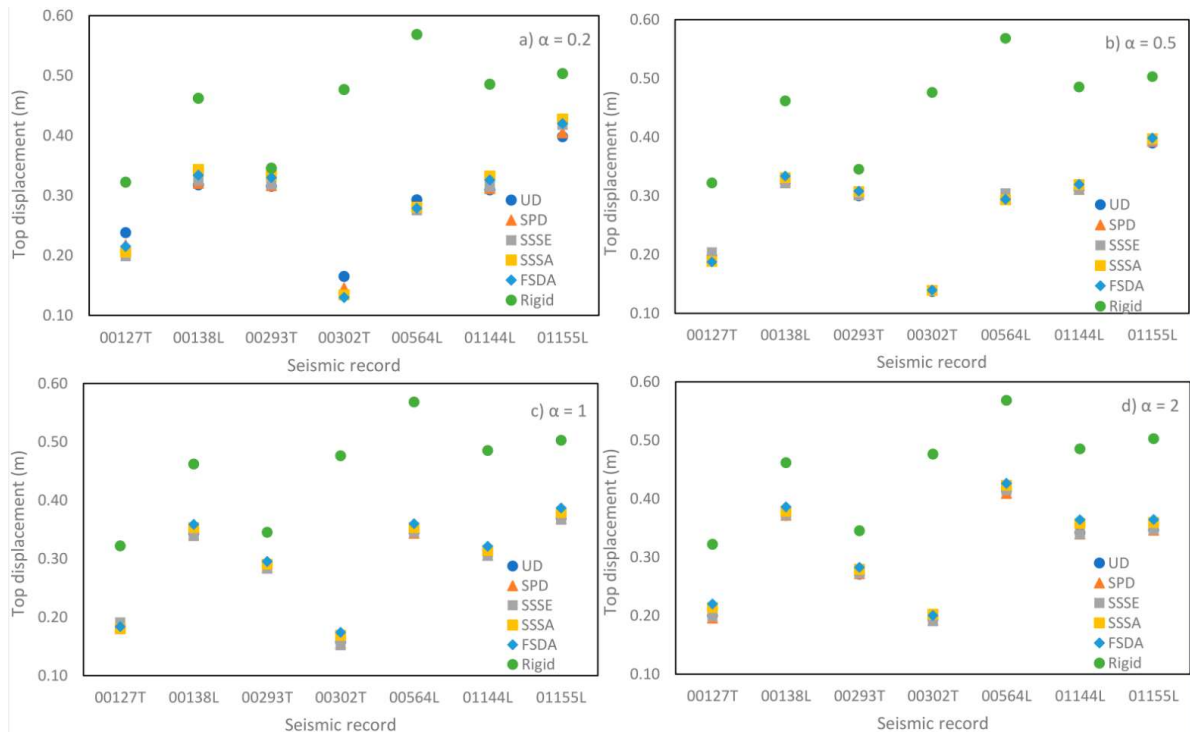 a) α = 0.2
Top displacement (m)
0.60
0.50
0.40
0.30
0.20
0.10
UD
SPD
SSSE
SSSA
FSDA
Rigid
00127T 00138L 00293T 00302T 00564L 01144L 01155L
Seismic record
b) α = 0.5
Top displacement (m)
0.60
0.50
0.40
0.30
0.20
0.10
UD
SPD
SSSE
SSSA
FSDA
Rigid
00127T 00138L 00293T 00302T 00564L 01144L 01155L
Seismic record
c) α = 1
Top displacement (m)
0.60
0.50
0.40
0.30
0.20
0.10
UD
SPD
SSSE
SSSA
FSDA
Rigid
00127T 00138L 00293T 00302T 00564L 01144L 01155L
Seismic record
d) α = 2
Top displacement (m)
0.60
0.50
0.40
0.30
0.20
0.10
UD
SPD
SSSE
SSSA
FSDA
Rigid
00127T 00138L 00293T 00302T 00564L 01144L 01155L
Seismic record